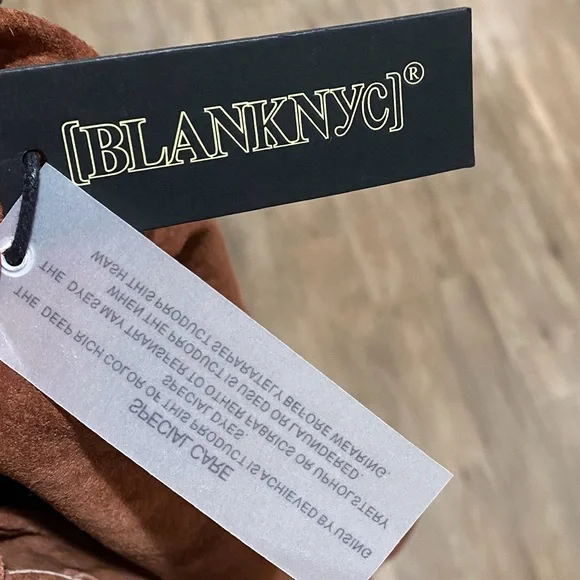 [BLANKNYC]®
SPECIAL CARE
THE DEEP RICH COLOR OF THIS PRODUCT IS ACHIEVED BY USING
SPECIAL DYES.
THE DYES MAY TRANSFER TO OTHER FABRICS OR UPHOLSTERY
WHEN THE PRODUCT IS USED OR LAUNDERED.
WASH THIS PRODUCT SEPARATELY BEFORE WEARING.